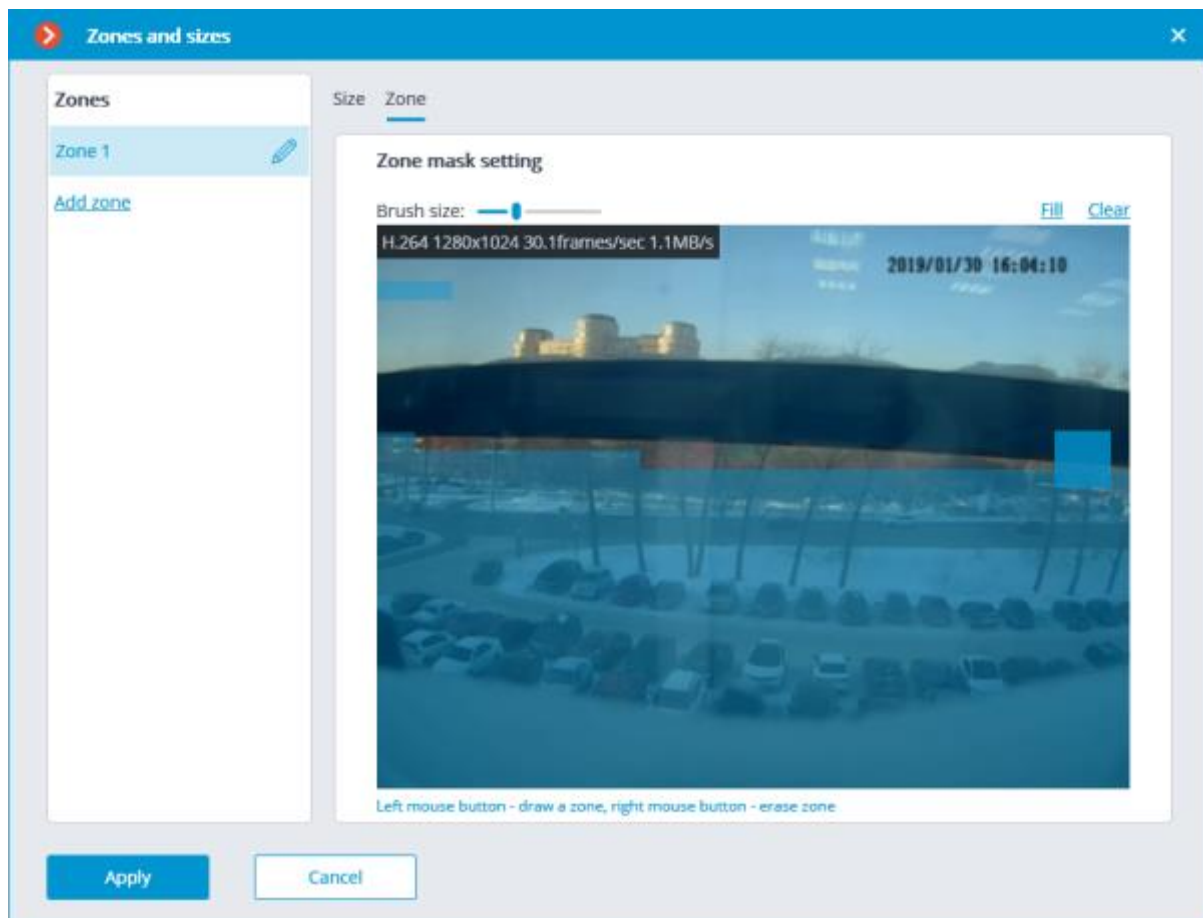 Zones and sizes
Zones
Size Zone
Zone 1
Zone mask setting
Add zone
Brush size:
Fill Clear
H.264 1280x1024 30.1frames/sec 1.1MB/s
2019/01/30 16:04:10
Left mouse button - draw a zone, right mouse button - erase zone
Apply Cancel